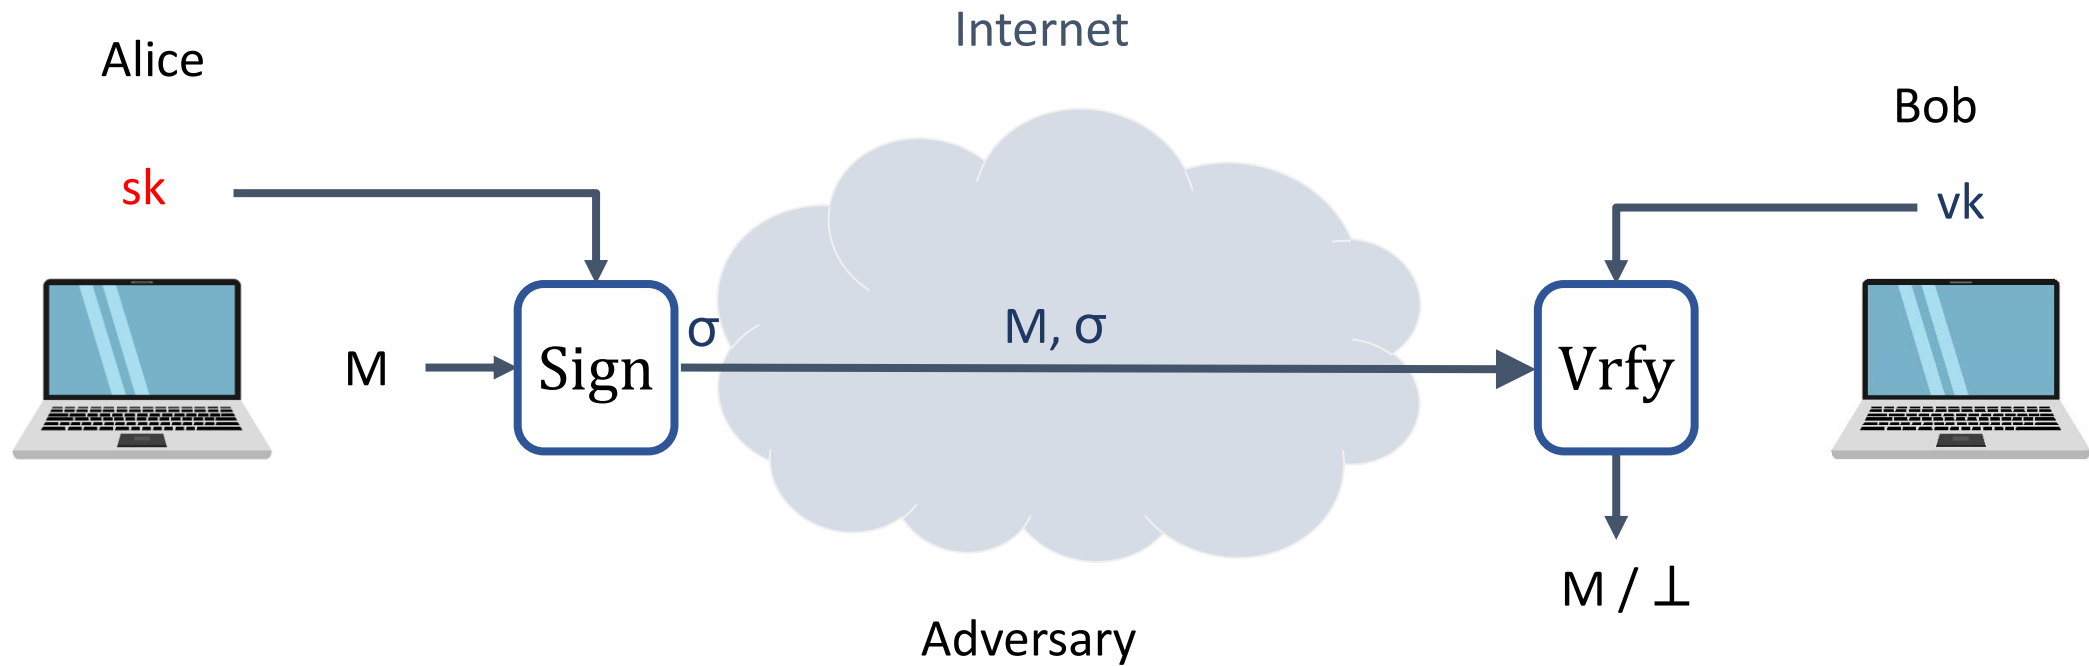 Internet
Alice
Bob
sk
vk
σ
M, σ
M
Sign
Vrfy
M / ⊥
Adversary